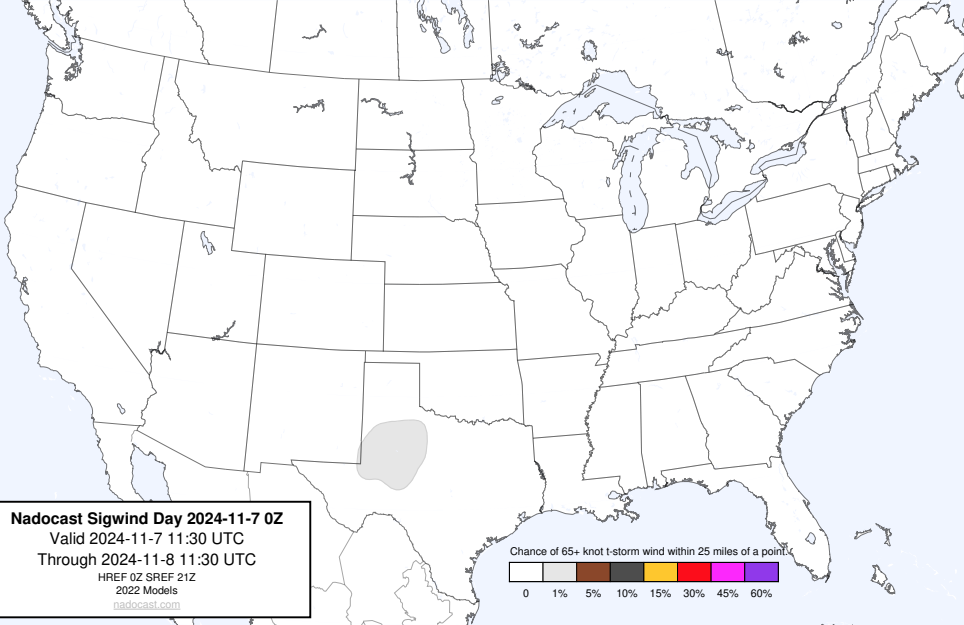 Nadocast Sigwind Day 2024-11-7 0Z
Valid 2024-11-7 11:30 UTC
Through 2024-11-8 11:30 UTC
HREF 0Z SREF 21Z
2022 Models
nadocast.com
Chance of 65+ knot t-storm wind within 25 miles of a point.
0 1% 5% 10% 15% 30% 45% 60%